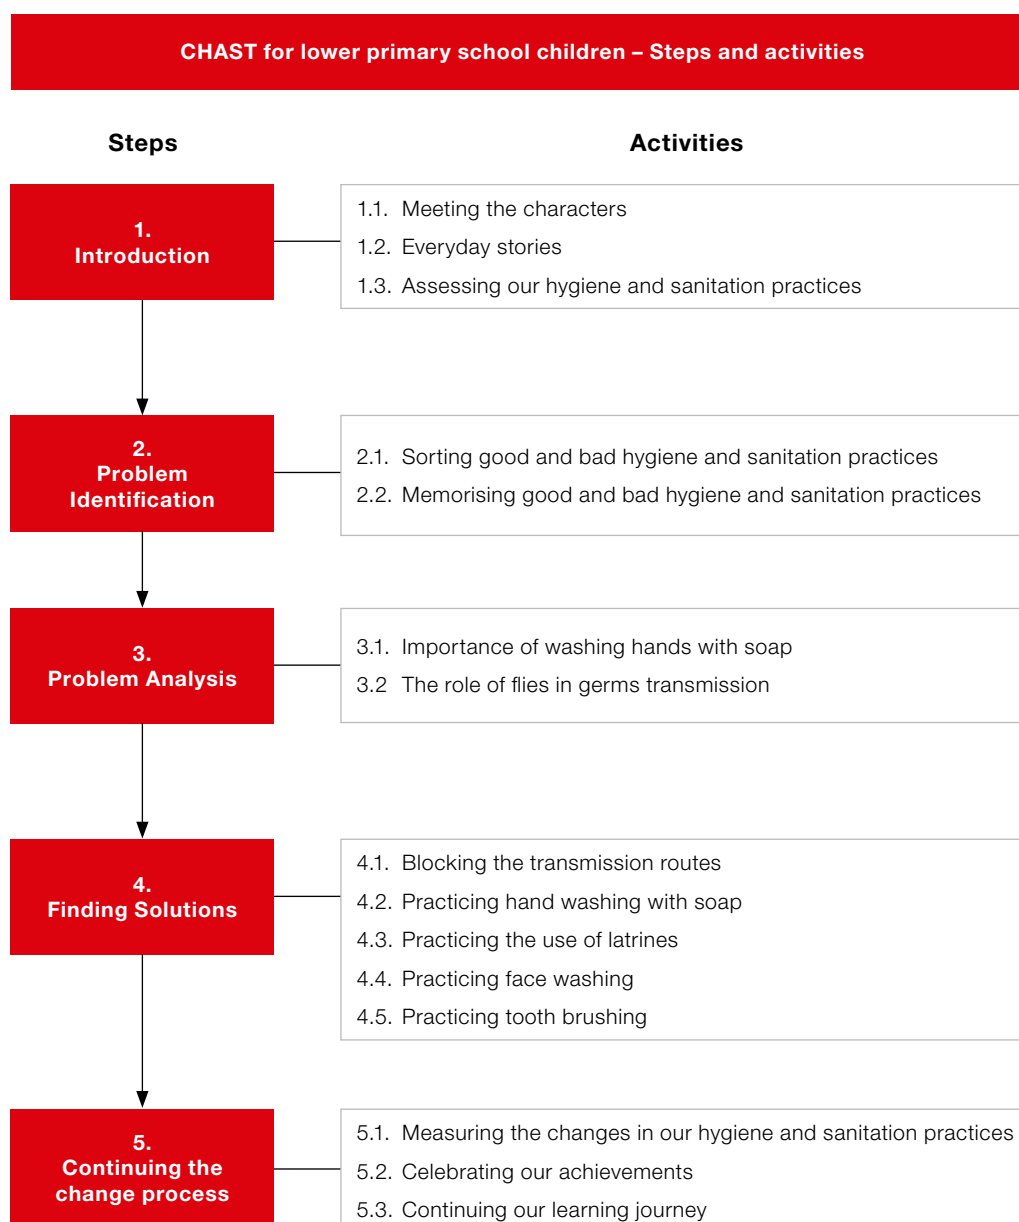 CHAST for lower primary school children – Steps and activities
Steps
Activities
1.
Introduction
1.1. Meeting the characters
1.2. Everyday stories
1.3. Assessing our hygiene and sanitation practices
2.
Problem
Identification
2.1. Sorting good and bad hygiene and sanitation practices
2.2. Memorising good and bad hygiene and sanitation practices
3.
Problem Analysis
3.1. Importance of washing hands with soap
3.2 The role of flies in germs transmission
4.
Finding Solutions
4.1. Blocking the transmission routes
4.2. Practicing hand washing with soap
4.3. Practicing the use of latrines
4.4. Practicing face washing
4.5. Practicing tooth brushing
5.
Continuing the
change process
5.1. Measuring the changes in our hygiene and sanitation practices
5.2. Celebrating our achievements
5.3. Continuing our learning journey